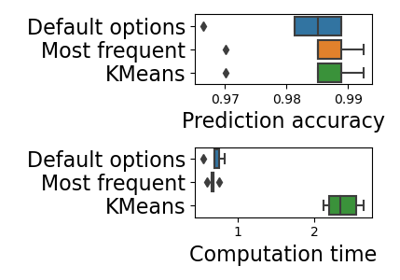 Default options
Most frequent
KMeans
0.97 0.98 0.99
Prediction accuracy
Default options
Most frequent
KMeans
1 2
Computation time